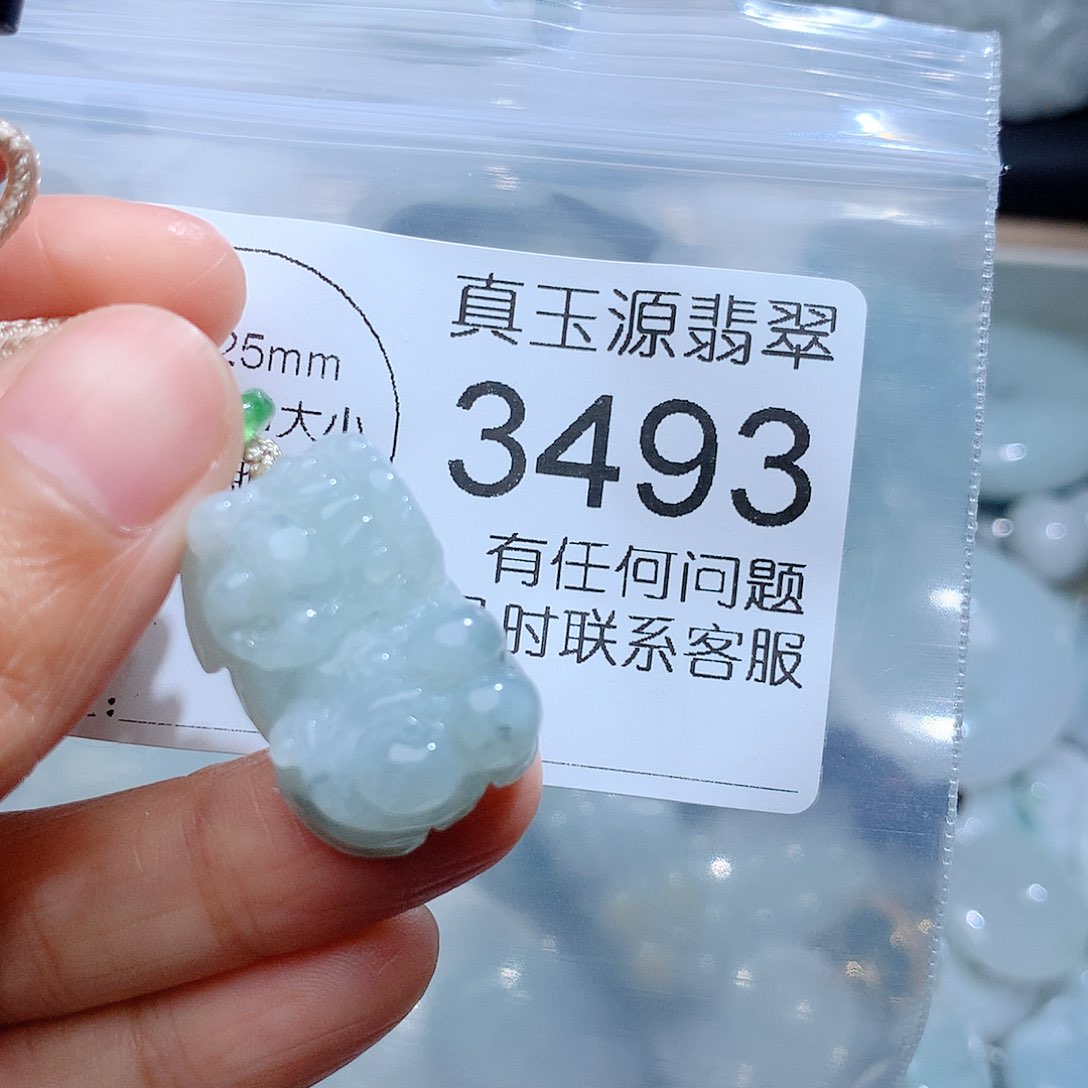 真玉源翡翠
3493
有任何问题
时联系客服
25mm
大小